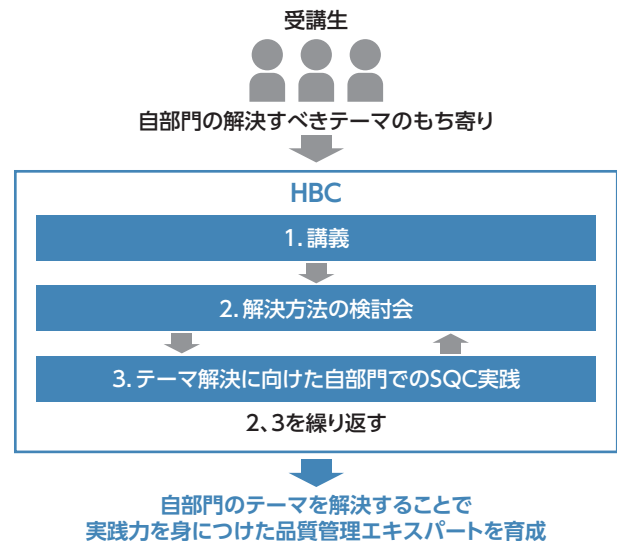 受講生
自部門の解決すべきテーマのもち寄り
HBC
1. 講義
2. 解決方法の検討会
3. テーマ解決に向けた自部門でのSQC実践
2、3を繰り返す
自部門のテーマを解決することで
実践力を身につけた品質管理エキスパートを育成